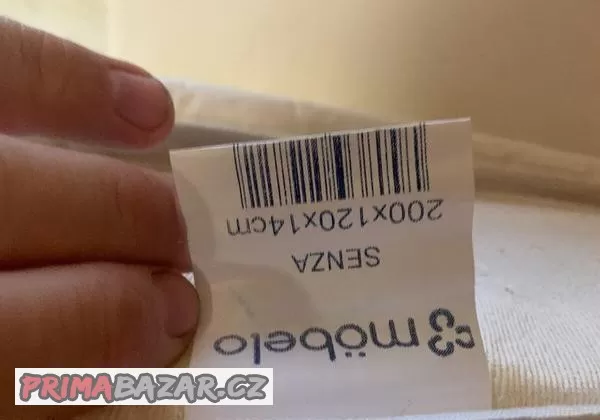 möbelo
SENZA
200x120x14cm
PRIMABAZAR.CZ